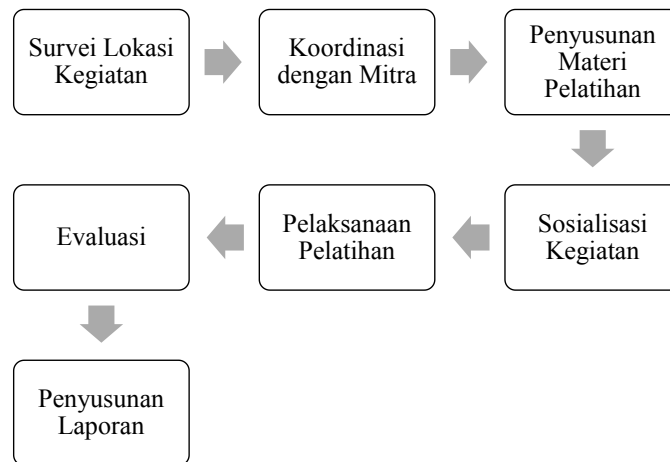 Survei Lokasi
Kegiatan
Koordinasi
dengan Mitra
Penyusunan
Materi
Pelatihan
Sosialisasi
Kegiatan
Pelaksanaan
Pelatihan
Evaluasi
Penyusunan
Laporan